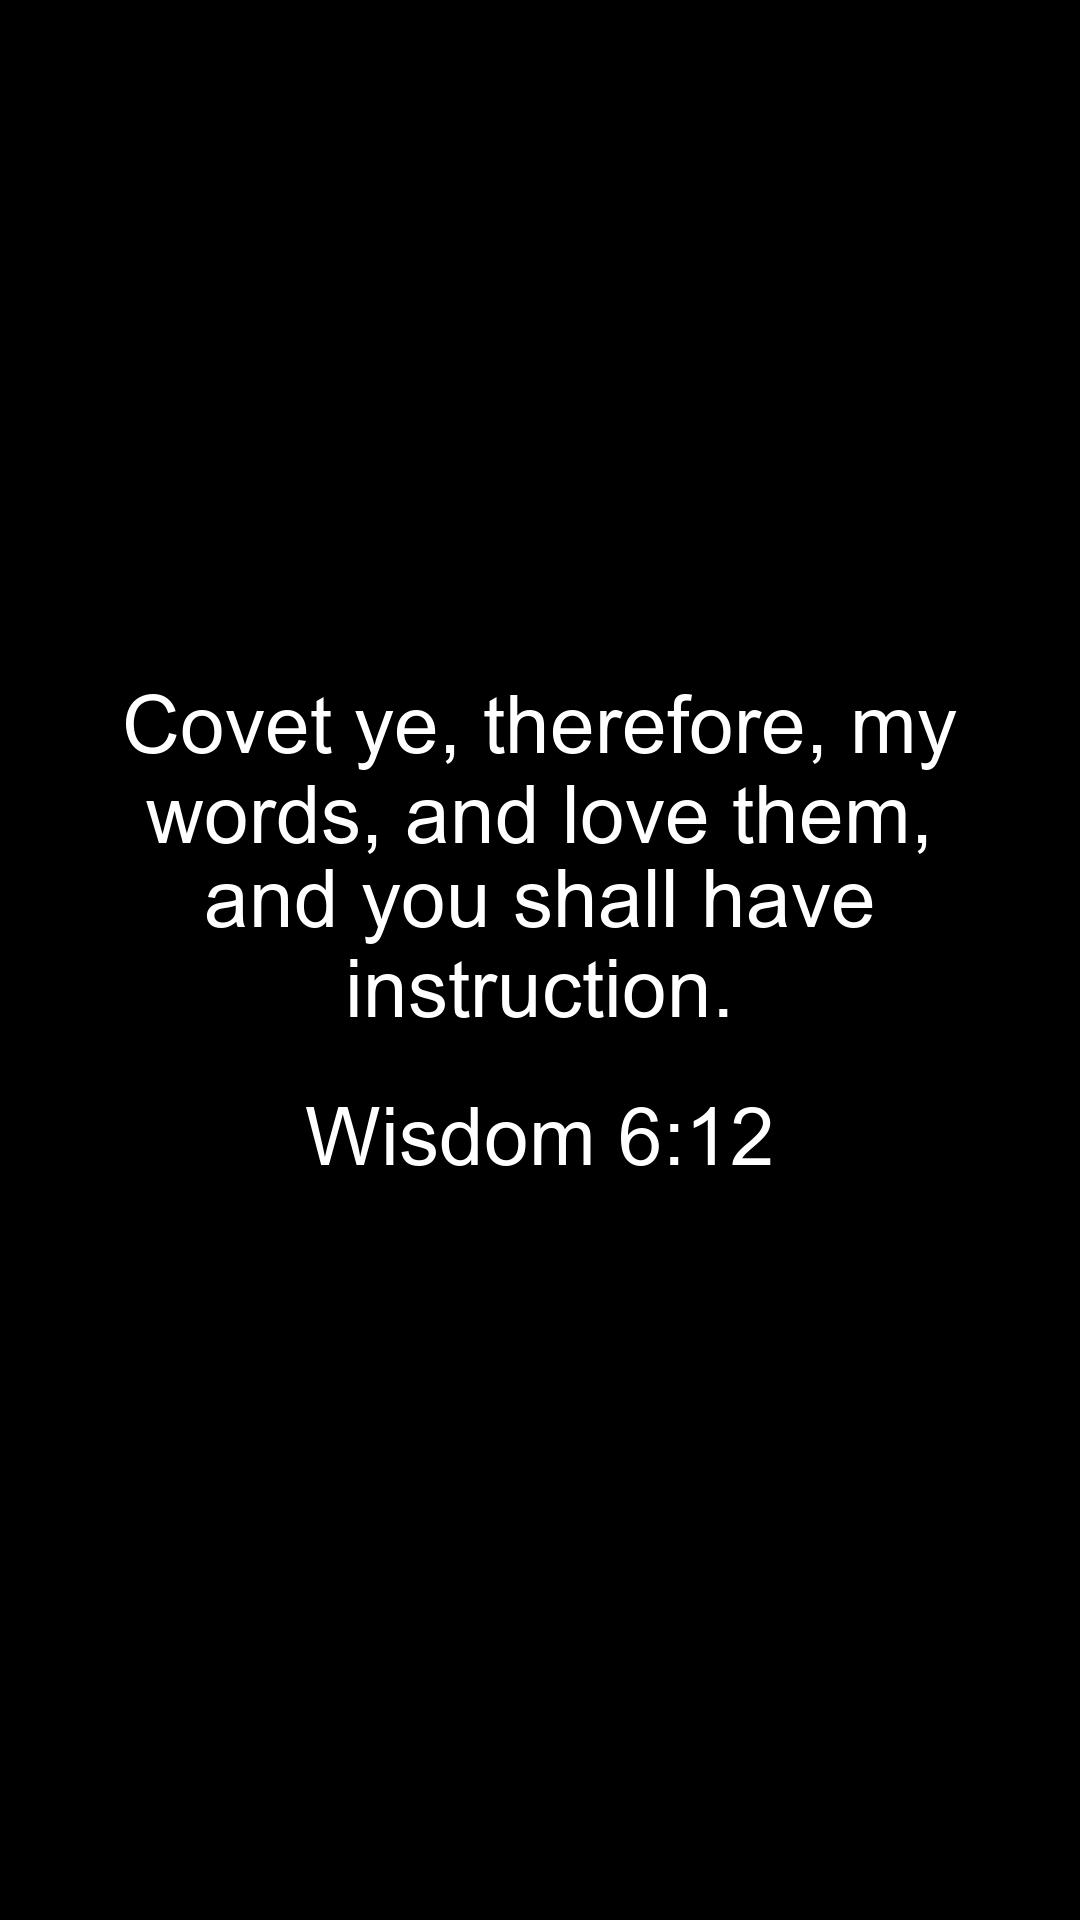 Covet ye, therefore, my
words, and love them,
and you shall have
instruction.
Wisdom 6:12